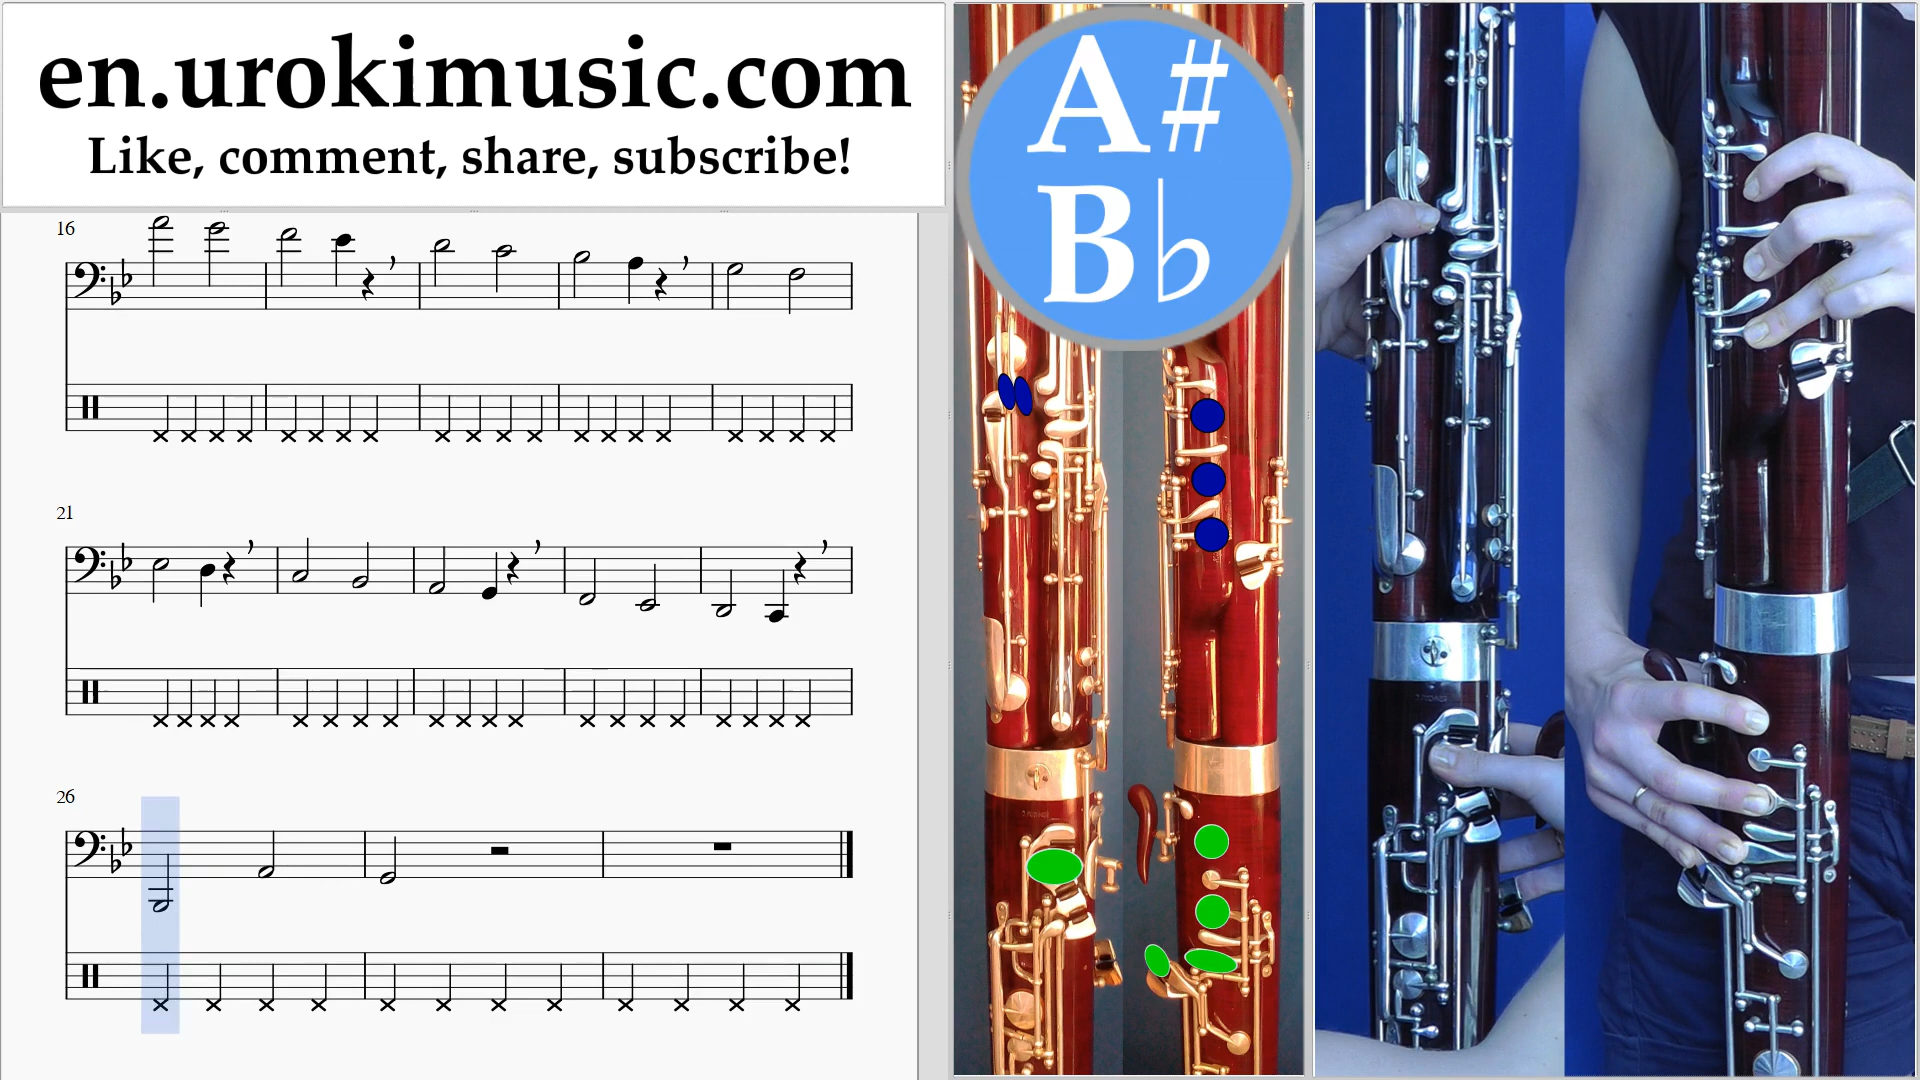 en.urokimusic.com
Like, comment, share, subscribe!
A♯
B♭
16
21
26